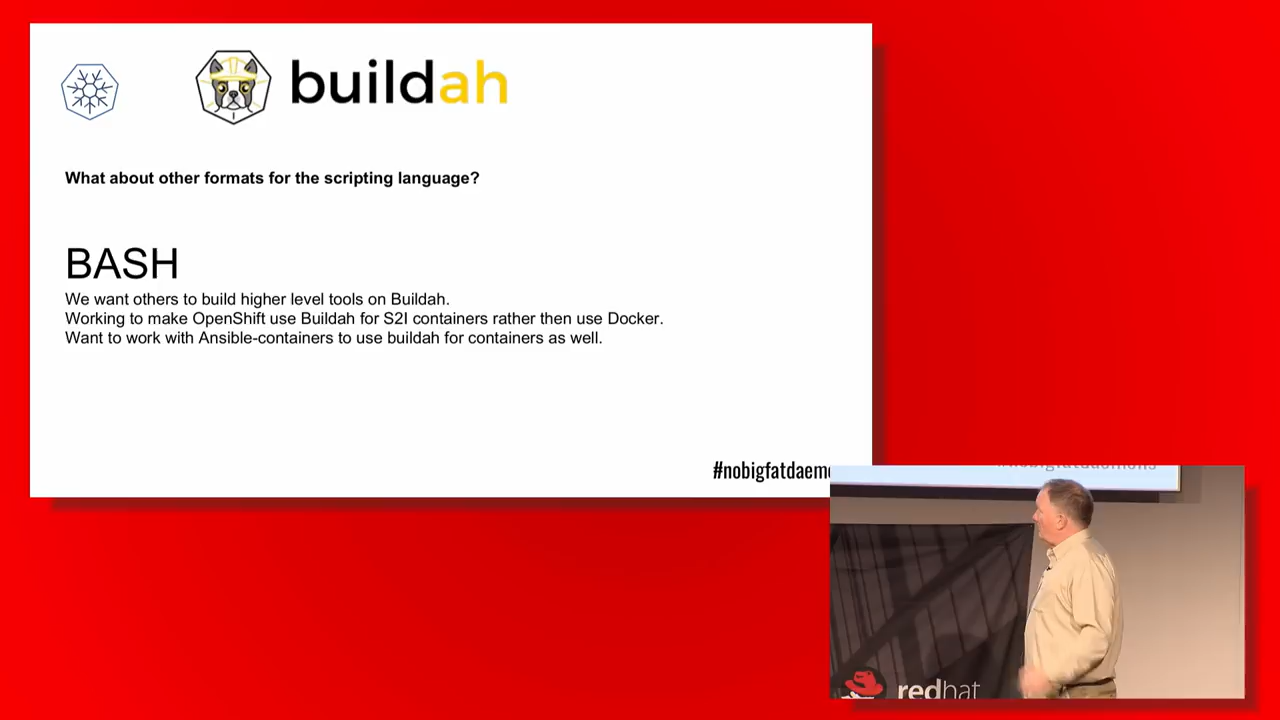 buildah
What about other formats for the scripting language?
BASH
We want others to build higher level tools on Buildah.
Working to make OpenShift use Buildah for S2I containers rather then use Docker.
Want to work with Ansible-containers to use buildah for containers as well.
#nobigfatdaem
#nobigfatdaemons
redhat